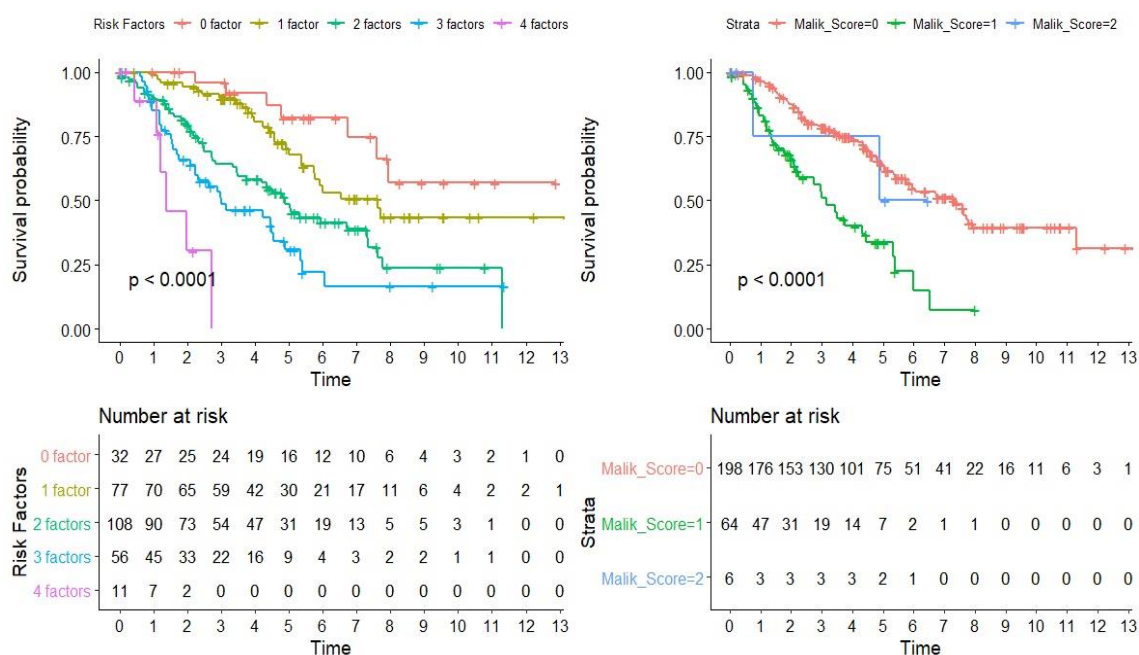 Risk Factors 0 factor 1 factor 2 factors 3 factors 4 factors
1.00
0.75
0.50
0.25
0.00
Survival probability
p < 0.0001
0 1 2 3 4 5 6 7 8 9 10 11 12 13
Time
Number at risk
Risk Factors
0 factor 32 27 25 24 19 16 12 10 6 4 3 2 1 0
1 factor 77 70 65 59 42 30 21 17 11 6 4 2 2 1
2 factors 108 90 73 54 47 31 19 13 5 5 3 1 0 0
3 factors 56 45 33 22 16 9 4 3 2 2 1 1 0 0
4 factors 11 7 2 0 0 0 0 0 0 0 0 0 0 0
0 1 2 3 4 5 6 7 8 9 10 11 12 13
Time
Strata Malik_Score=0 Malik_Score=1 Malik_Score=2
1.00
0.75
0.50
0.25
0.00
Survival probability
p < 0.0001
0 1 2 3 4 5 6 7 8 9 10 11 12 13
Time
Number at risk
Strata
Malik_Score=0 198 176 153 130 101 75 51 41 22 16 11 6 3 1
Malik_Score=1 64 47 31 19 14 7 2 1 1 0 0 0 0 0
Malik_Score=2 6 3 3 3 3 2 1 0 0 0 0 0 0 0
0 1 2 3 4 5 6 7 8 9 10 11 12 13
Time